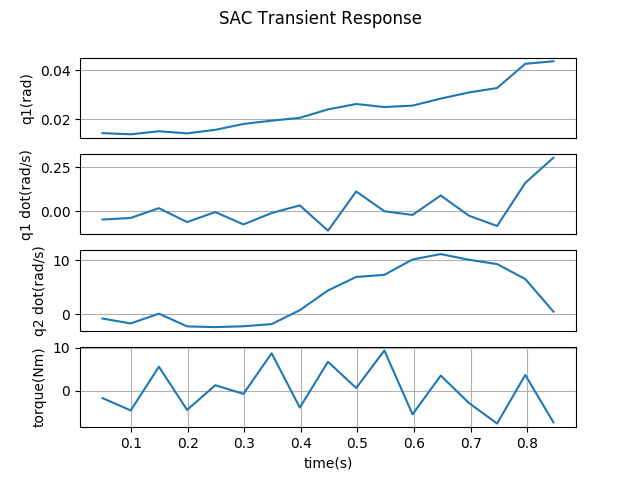 SAC Transient Response
q1(rad)
0.04
0.02
q1 dot(rad/s)
0.25
0.00
q2 dot(rad/s)
10
0
torque(Nm)
10
0
0.1 0.2 0.3 0.4 0.5 0.6 0.7 0.8
time(s)